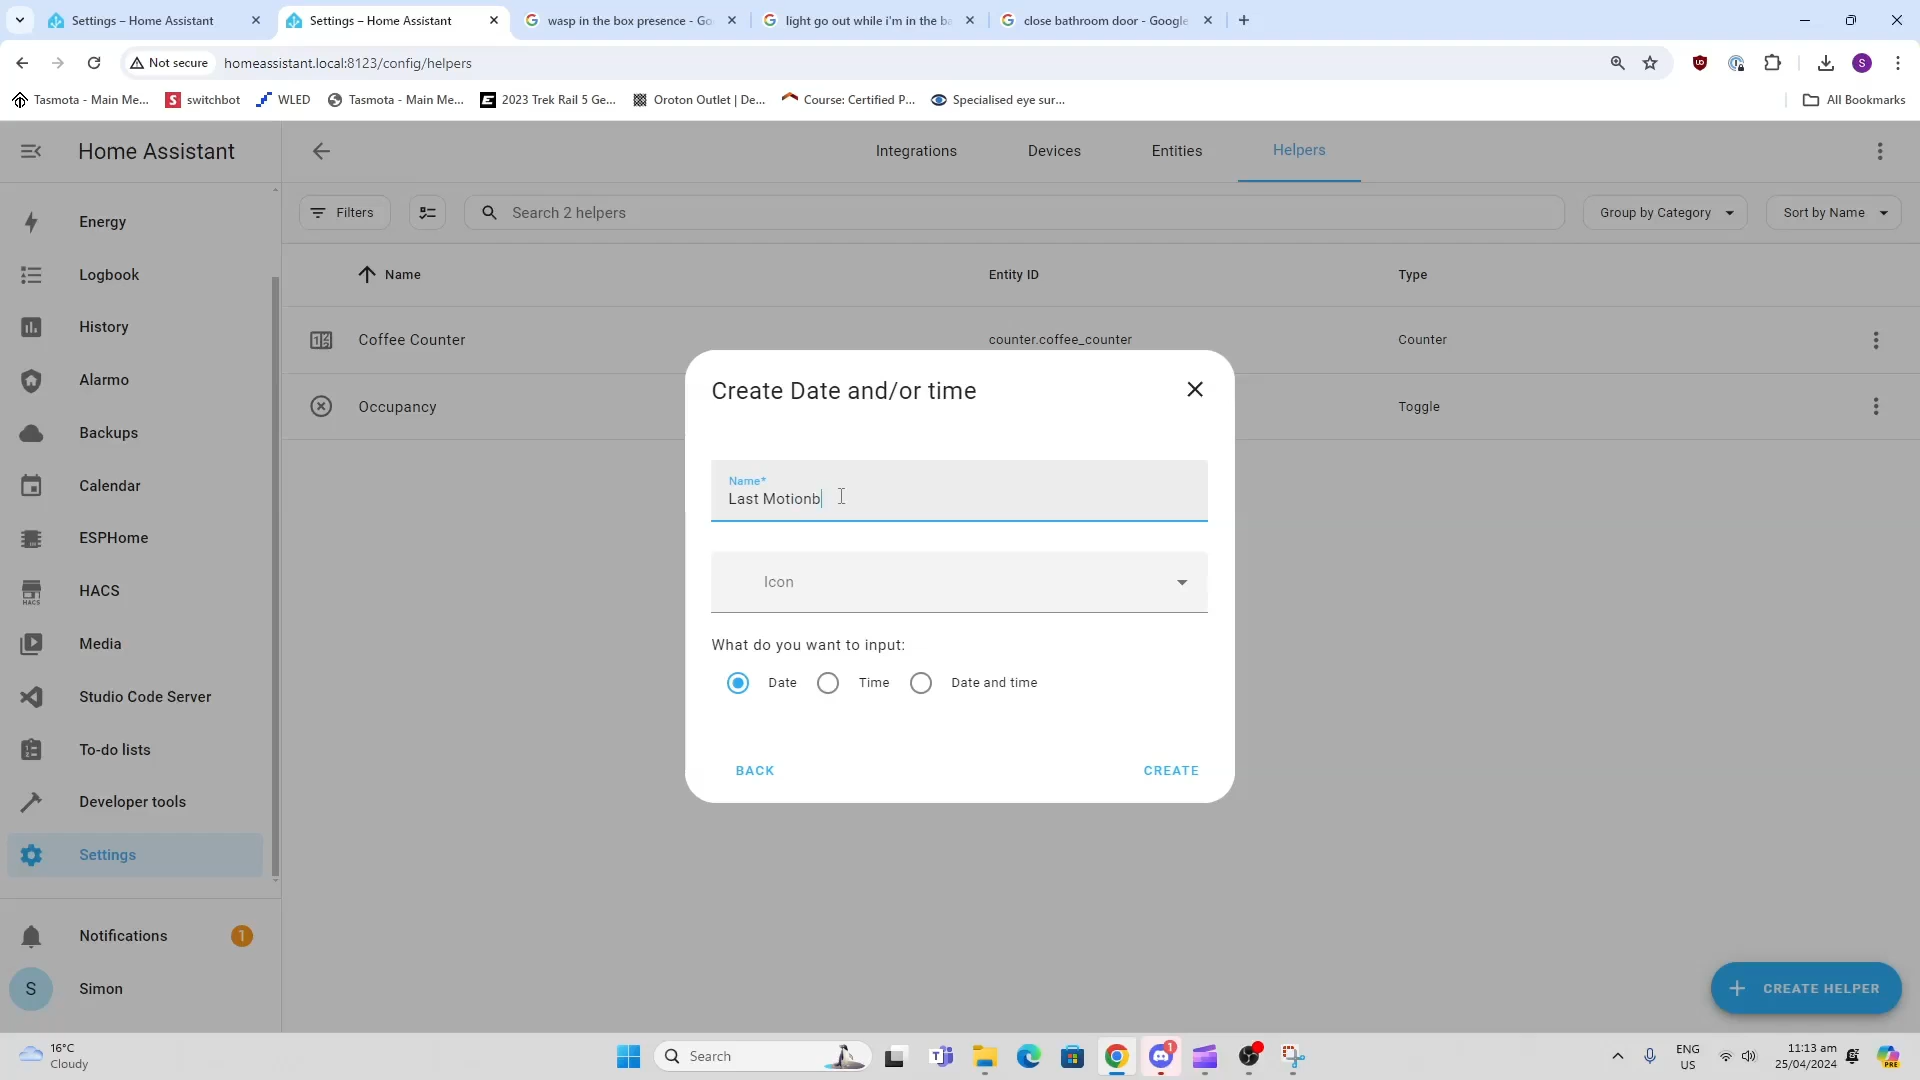 Settings – Home Assistant
Settings – Home Assistant
wasp in the box presence - Go
light go out while i'm in the ba
close bathroom door - Google
Not secure
homeassistant.local:8123/config/helpers
S
Tasmota - Main Me...
switchbot
WLED
Tasmota - Main Me...
2023 Trek Rail 5 Ge...
Oroton Outlet | De...
Course: Certified P...
Specialised eye sur...
All Bookmarks
Home Assistant
Integrations
Devices
Entities
Helpers
Filters
Search 2 helpers
Group by Category
Sort by Name
Name
Entity ID
Type
Coffee Counter
counter.coffee_counter
Counter
Occupancy
Toggle
Energy
Logbook
History
Alarmo
Backups
Calendar
ESPHome
HACS
Media
Studio Code Server
To-do lists
Developer tools
Settings
Notifications
1
S
Simon
Create Date and/or time
Name*
Last Motionb
Icon
What do you want to input:
Date
Time
Date and time
BACK
CREATE
CREATE HELPER
16°C
Cloudy
Search
1
ENG
US
11:13 am
25/04/2024
PRE